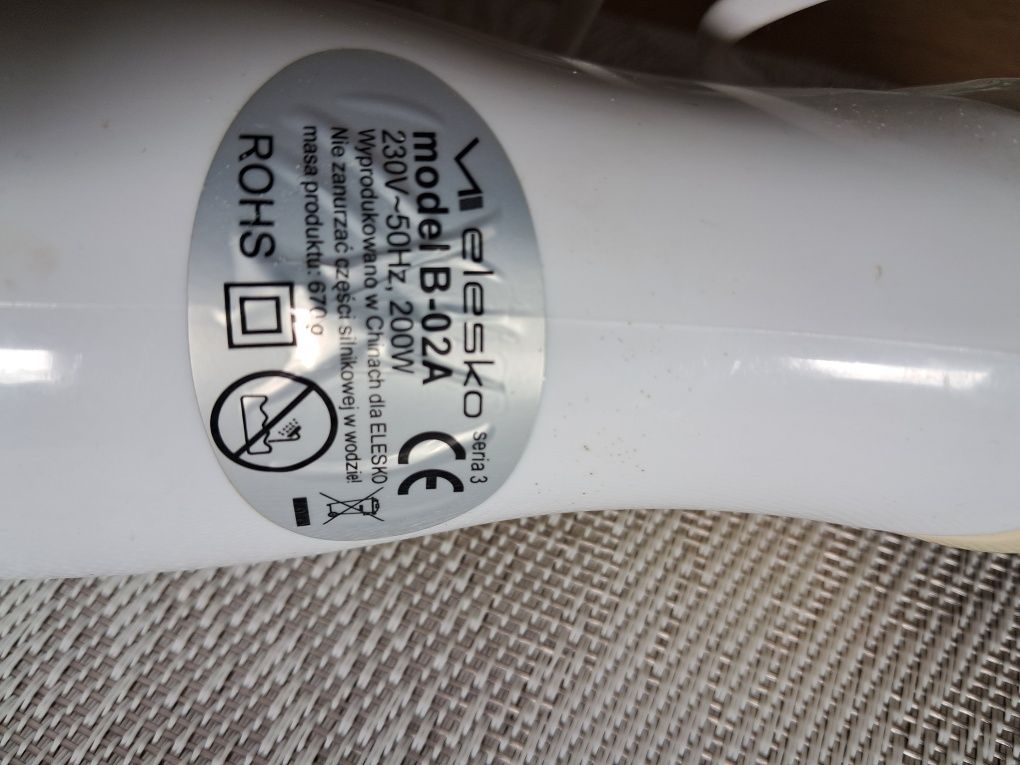 elesko seria 3
model B-02A
230V~50Hz, 200W
Wyprodukowano w Chinach dla ELESKO
Nie zanurzać części silnikowej w wodzie!
masa produktu: 670 g
CE
ROHS